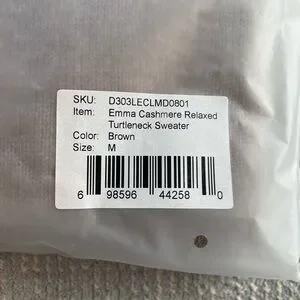 SKU: D303LECLMD0801
Item: Emma Cashmere Relaxed
Turtleneck Sweater
Color: Brown
Size: M
6 98596 44258 0